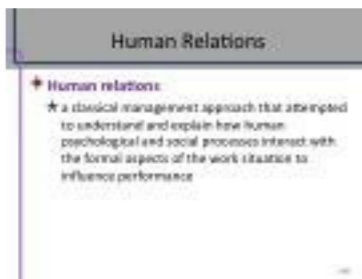 Human Relations
Human relations
a classical management approach that attempted
to understand and explain how human
psychological and social processes interact with
the formal aspects of the work situation to
influence performance